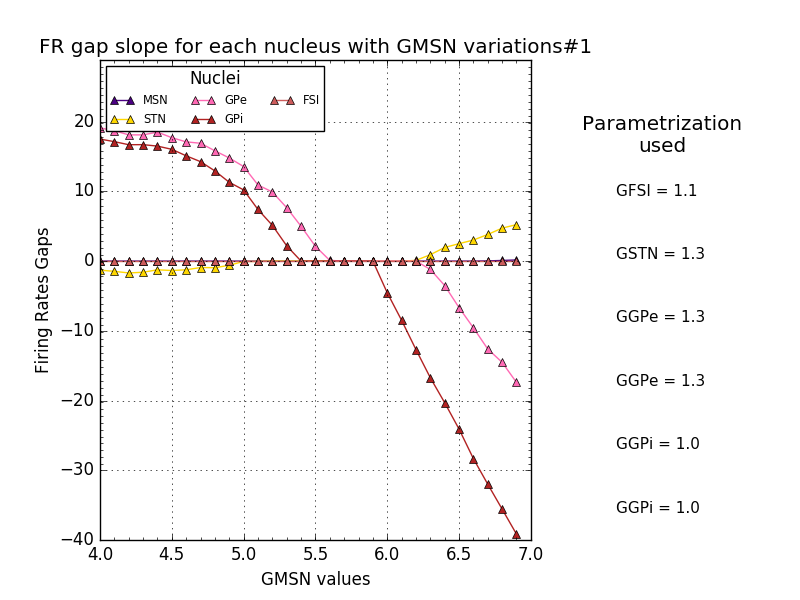 FR gap slope for each nucleus with GMSN variations#1
Nuclei
MSN GPe FSI
STN GPi
20
10
0
−10
−20
−30
−40
Firing Rates Gaps
4.0 4.5 5.0 5.5 6.0 6.5 7.0
GMSN values
Parametrization
used
GFSI = 1.1
GSTN = 1.3
GGPe = 1.3
GGPe = 1.3
GGPi = 1.0
GGPi = 1.0